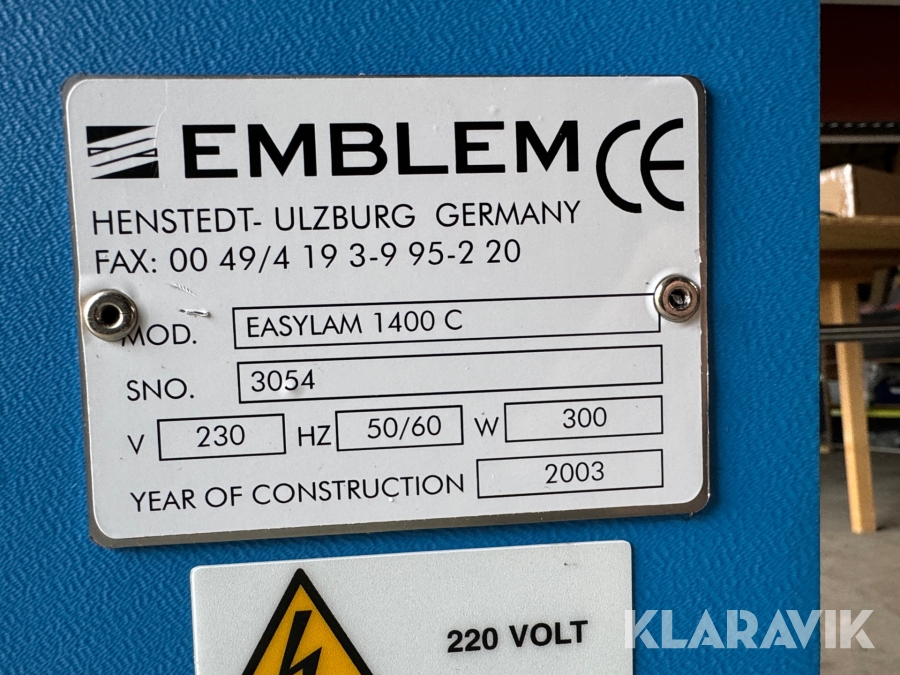 EMBLEM CE
HENSTEDT- ULZBURG GERMANY
FAX: 00 49/4 19 3-9 95-2 20
MOD. EASYLAM 1400 C
SNO. 3054
V 230 HZ 50/60 W 300
YEAR OF CONSTRUCTION 2003
220 VOLT
KLARAVIK